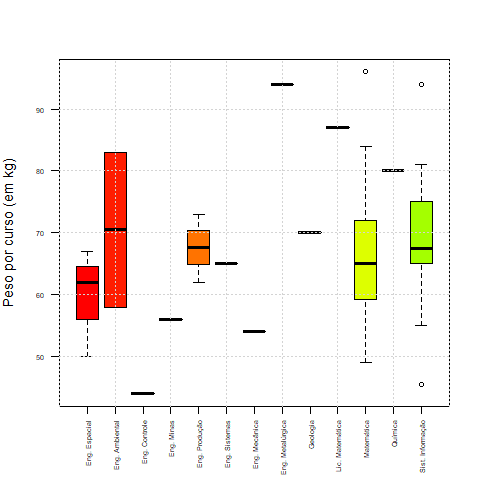 Peso por curso (em kg)
90
80
70
60
50
Eng. Especial
Eng. Ambiental
Eng. Controle
Eng. Minas
Eng. Produção
Eng. Sistemas
Eng. Mecânica
Eng. Metalúrgica
Geologia
Lic. Matemática
Matemática
Química
Sist. Informação